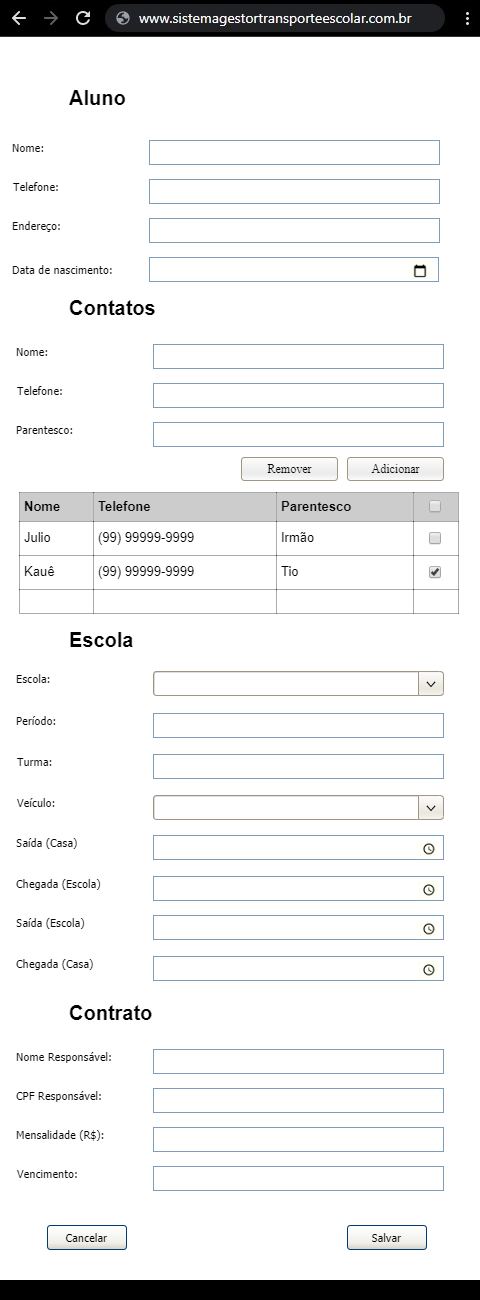 www.sistemagestortransporteescolar.com.br
Aluno
Nome:
Telefone:
Endereço:
Data de nascimento:
Contatos
Nome:
Telefone:
Parentesco:
Remover Adicionar
Nome Telefone Parentesco
Julio (99) 99999-9999 Irmão
Kauê (99) 99999-9999 Tio
Escola
Escola:
Período:
Turma:
Veículo:
Saída (Casa)
Chegada (Escola)
Saída (Escola)
Chegada (Casa)
Contrato
Nome Responsável:
CPF Responsável:
Mensalidade (R$):
Vencimento:
Cancelar Salvar